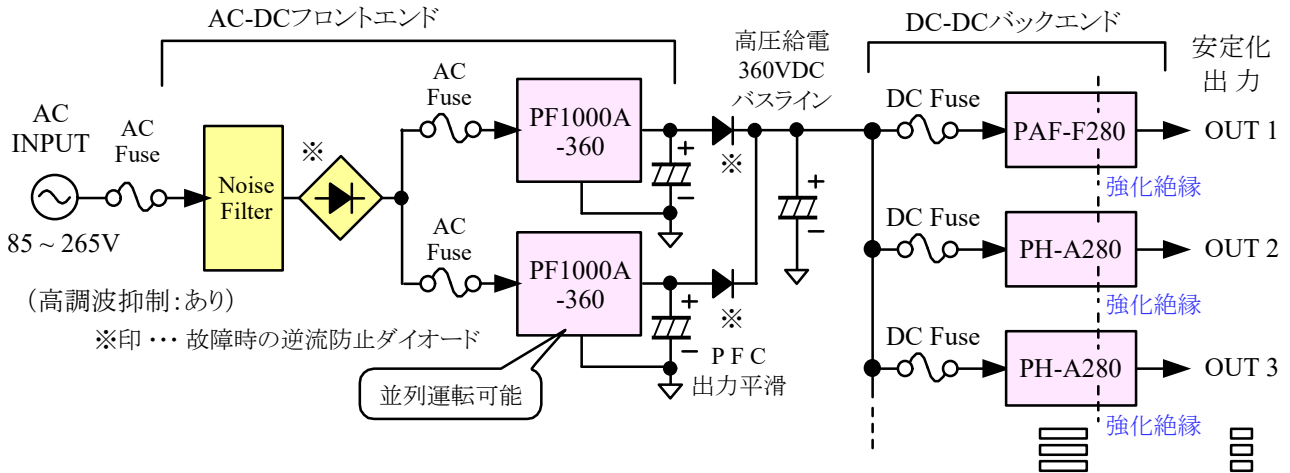 AC-DCフロントエンド
DC-DCバックエンド
高圧給電
360VDC
バスライン
安定化
出 力
AC
INPUT
85 ~ 265V
AC
Fuse
Noise
Filter
※
AC
Fuse
PF1000A
-360
+
−
※
+
−
DC Fuse
PAF-F280
OUT 1
強化絶縁
AC
Fuse
PF1000A
-360
+
−
※
DC Fuse
PH-A280
OUT 2
強化絶縁
DC Fuse
PH-A280
OUT 3
強化絶縁
(高調波抑制:あり)
※印 ・・・ 故障時の逆流防止ダイオード
並列運転可能
P F C
出力平滑